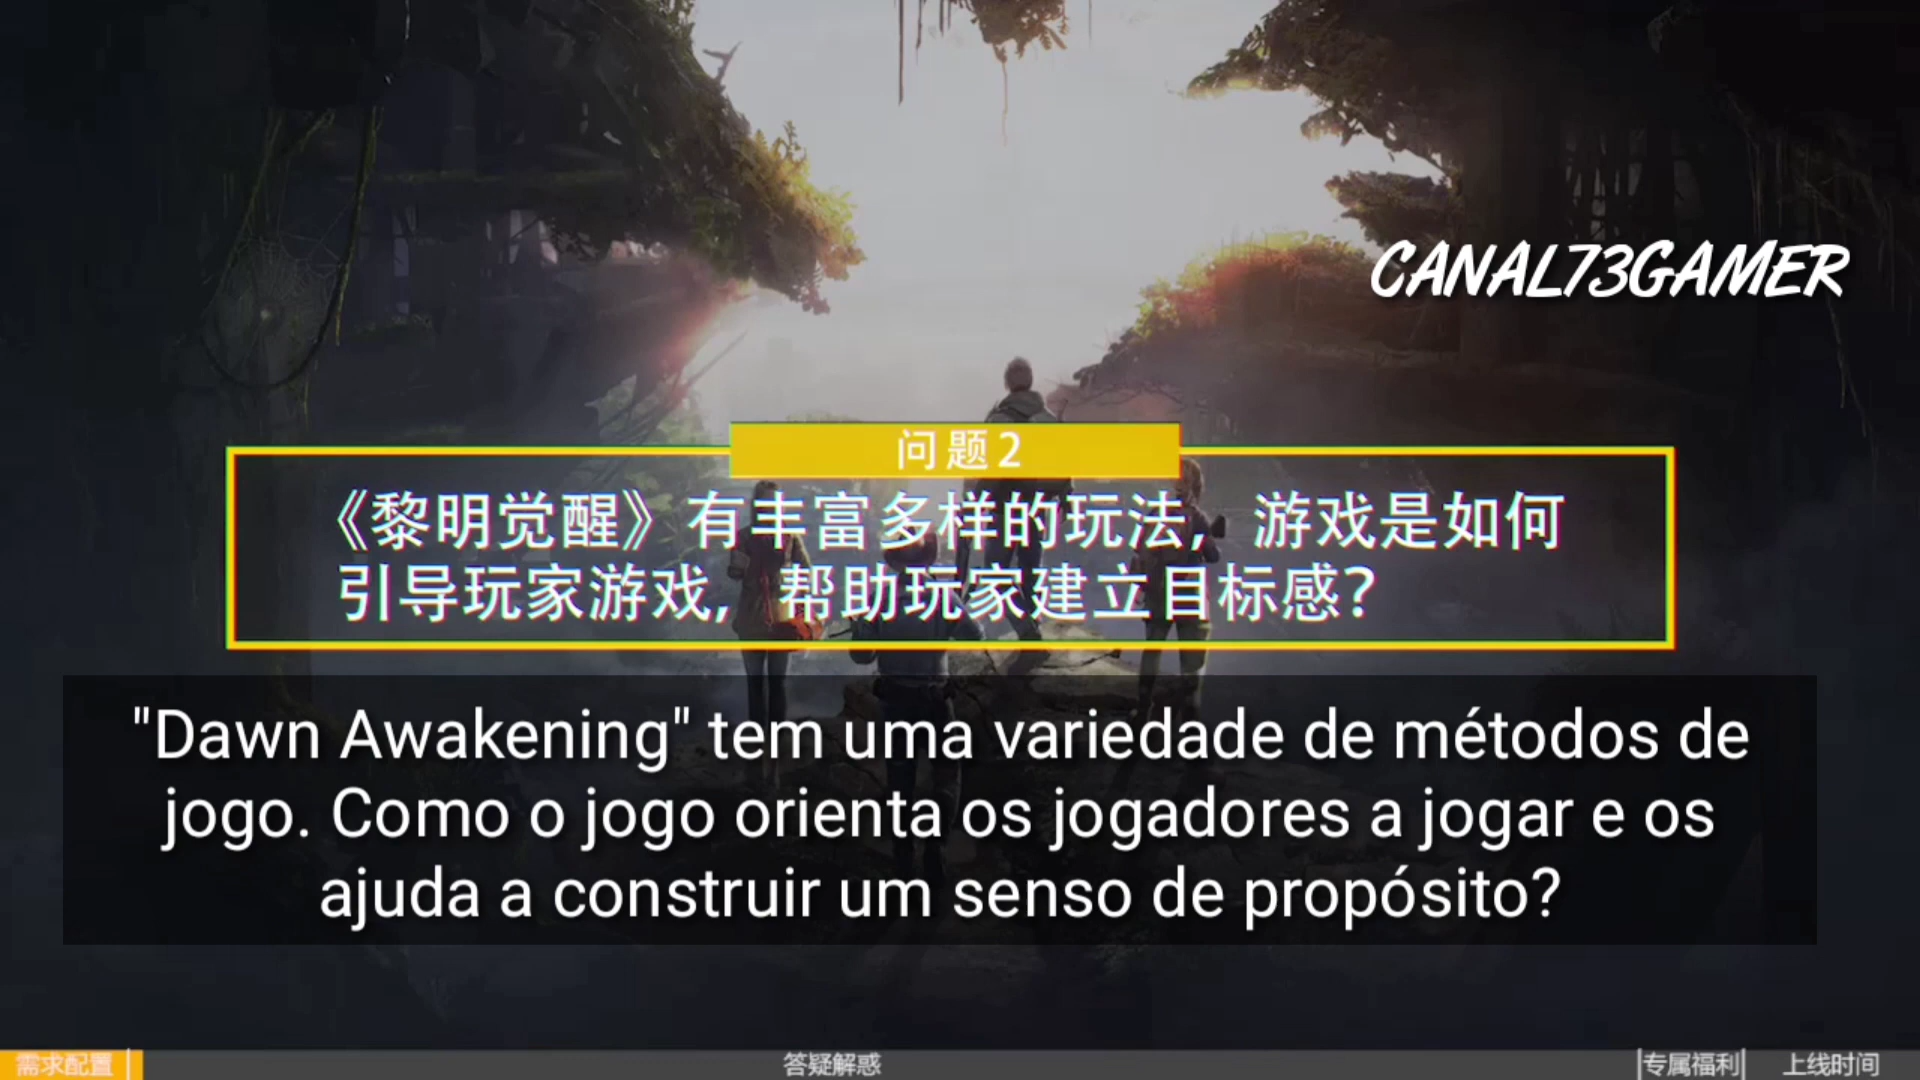 CANAL73GAMER
问题2
《黎明觉醒》有丰富多样的玩法，游戏是如何
引导玩家游戏，帮助玩家建立目标感？
"Dawn Awakening" tem uma variedade de métodos de
jogo. Como o jogo orienta os jogadores a jogar e os
ajuda a construir um senso de propósito?
需求配置 答疑解惑 专属福利 上线时间